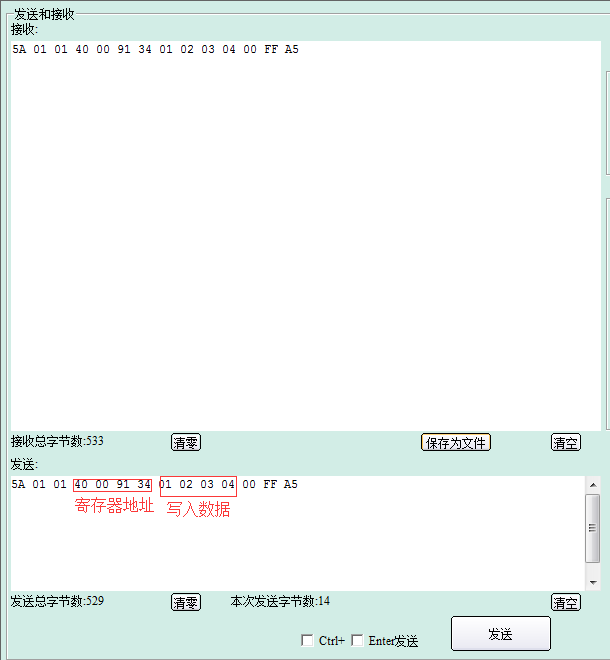 发送和接收
接收:
5A 01 01 40 00 91 34 01 02 03 04 00 FF A5
接收总字节数:533 清零 保存为文件 清空
发送:
5A 01 01 40 00 91 34 01 02 03 04 00 FF A5
寄存器地址 写入数据
发送总字节数:529 清零 本次发送字节数:14 清空
Ctrl+ Enter发送 发送